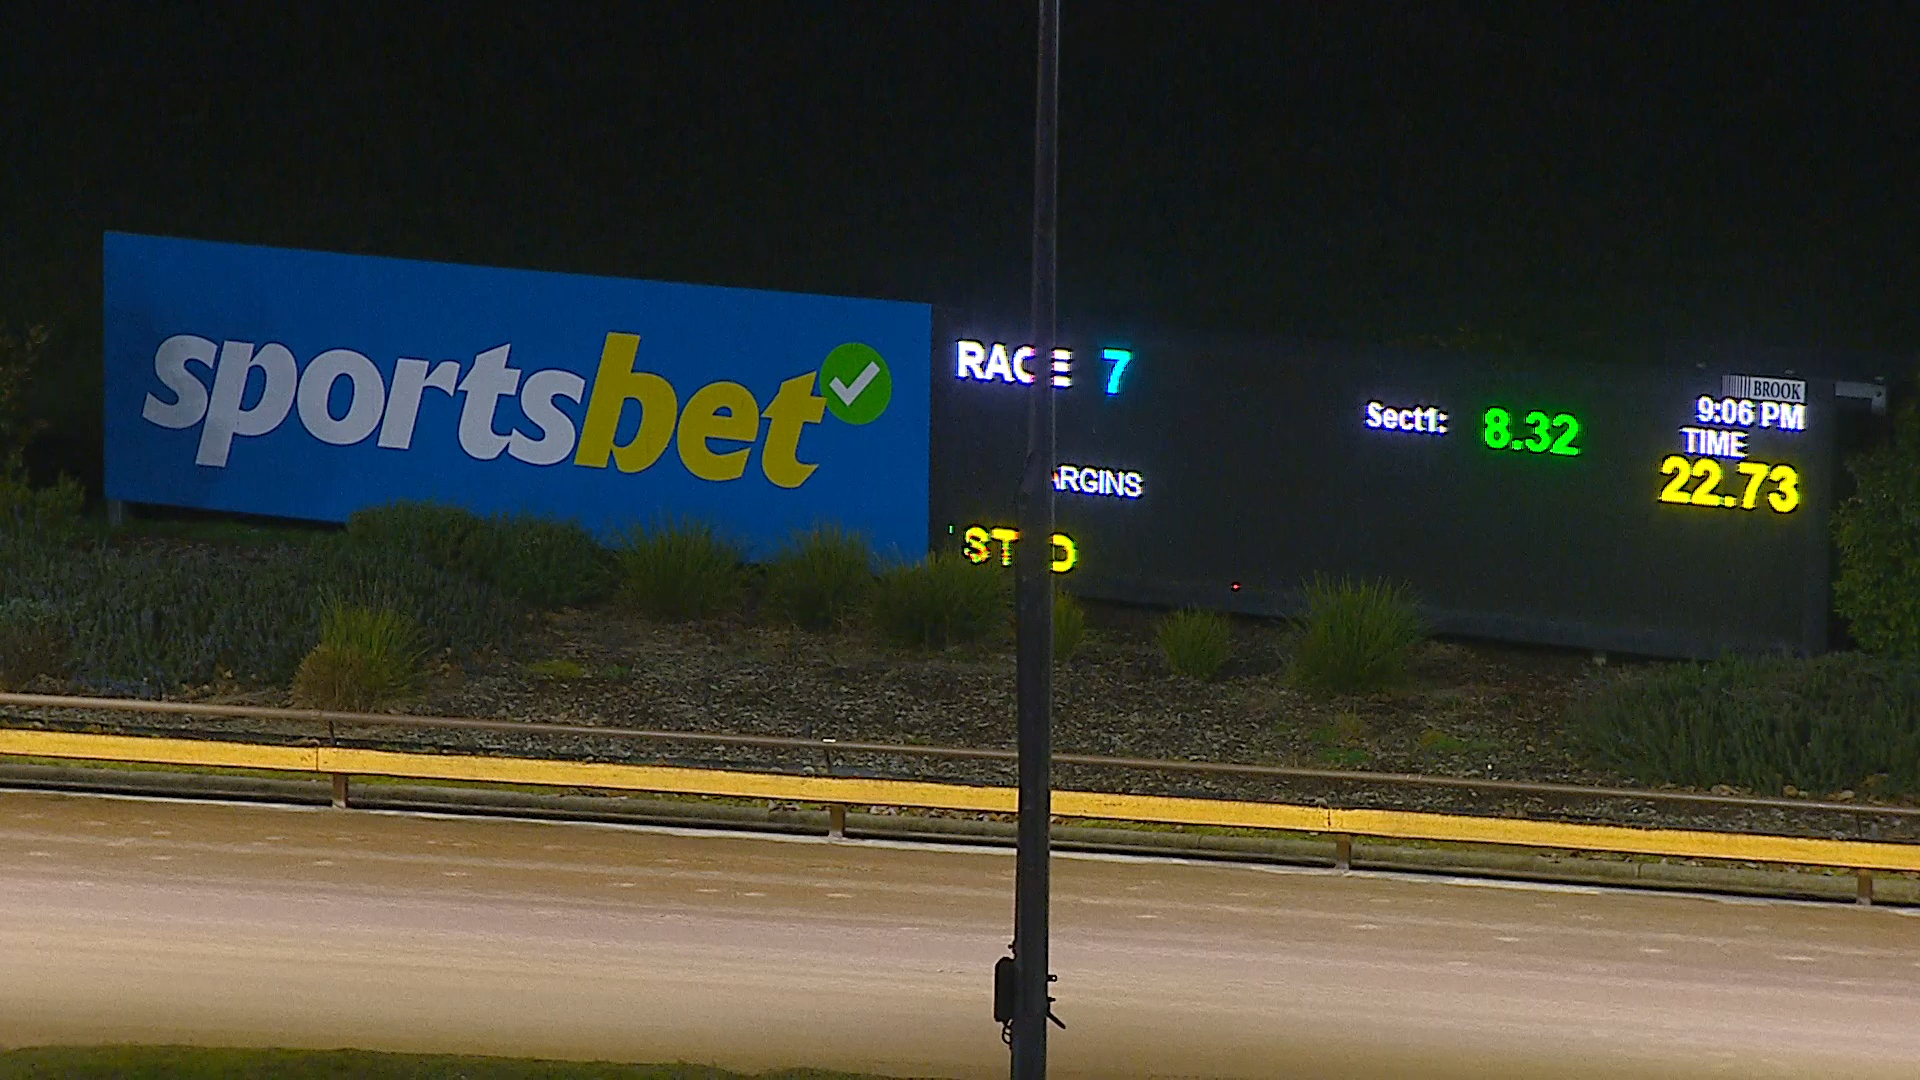 sportsbet
RACE 7
BROOK
9:06 PM
Sect1: 8.32
TIME
22.73